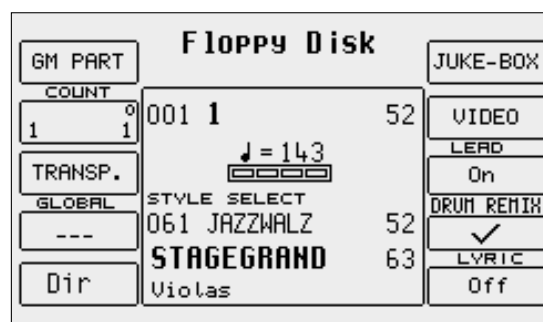 Floppy Disk
GM PART
JUKE-BOX
COUNT
0
1 1
001 1 52
VIDEO
♩=143
LEAD
On
TRANSP.
GLOBAL
---
STYLE SELECT
061 JAZZWALZ 52
DRUM REMIX
✓
STAGEGRAND 63
LYRIC
Off
Dir
Violas